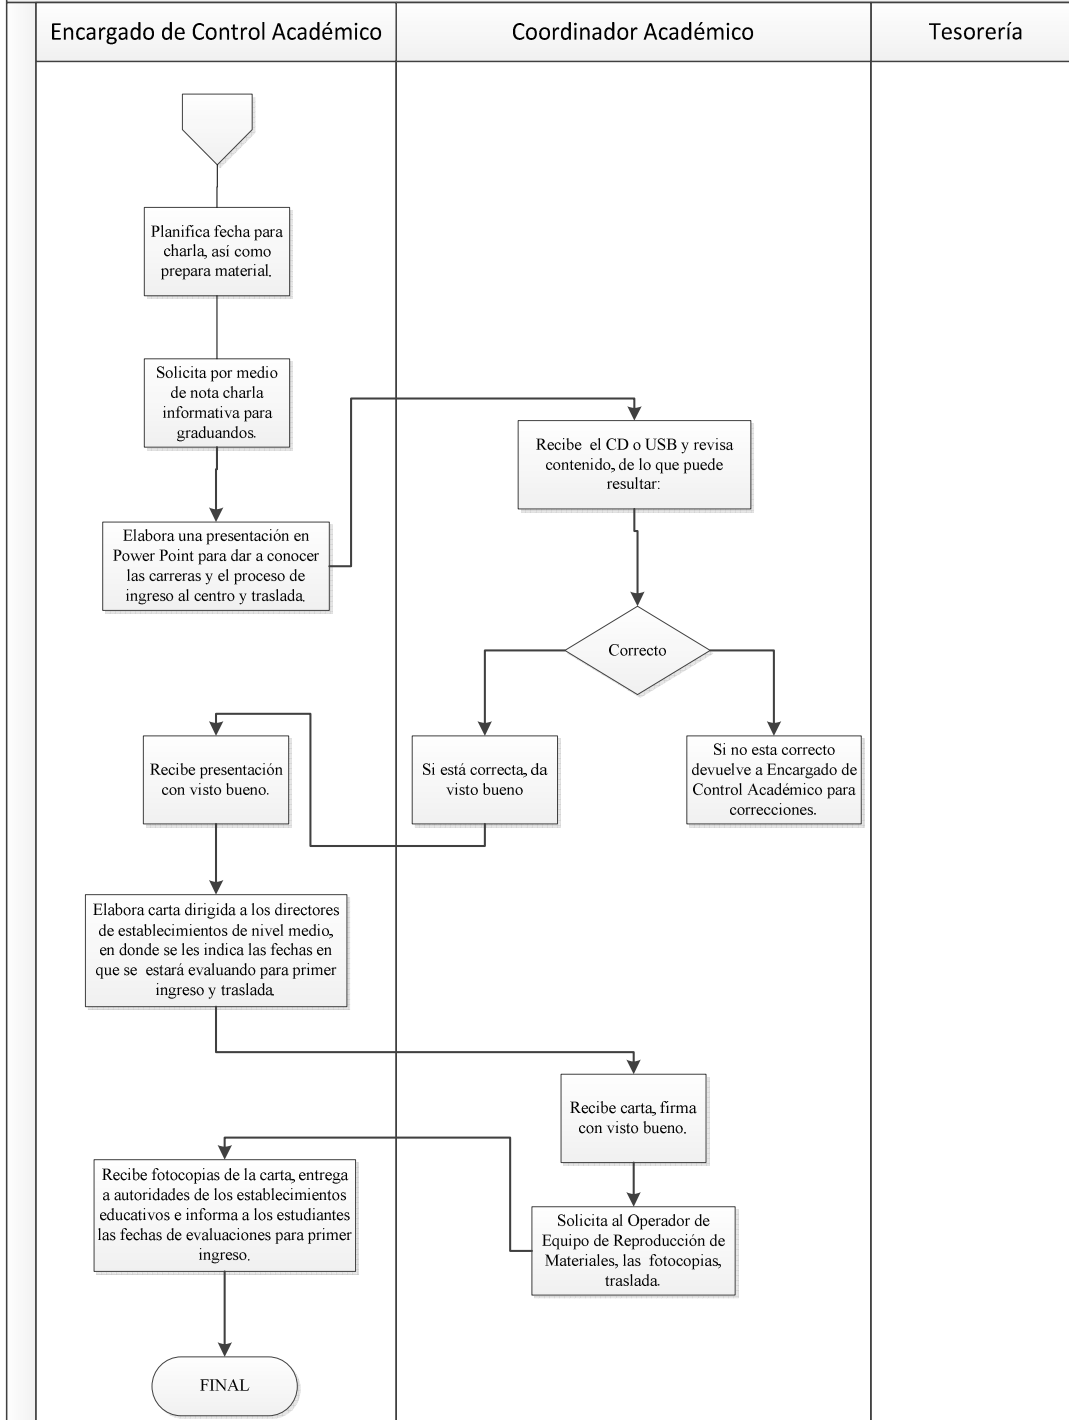 Encargado de Control Académico
Coordinador Académico
Tesorería
Planifica fecha para
charla, así como
prepara material.
Solicita por medio
de nota charla
informativa para
graduandos.
Elabora una presentación en
Power Point para dar a conocer
las carreras y el proceso de
ingreso al centro y traslada.
Recibe el CD o USB y revisa
contenido, de lo que puede
resultar:
Correcto
Si está correcta, da
visto bueno
Si no esta correcto
devuelve a Encargado de
Control Académico para
correcciones.
Recibe presentación
con visto bueno.
Elabora carta dirigida a los directores
de establecimientos de nivel medio,
en donde se les indica las fechas en
que se estará evaluando para primer
ingreso y traslada.
Recibe carta, firma
con visto bueno.
Solicita al Operador de
Equipo de Reproducción de
Materiales, las fotocopias,
traslada.
Recibe fotocopias de la carta, entrega
a autoridades de los establecimientos
educativos e informa a los estudiantes
las fechas de evaluaciones para primer
ingreso.
FINAL